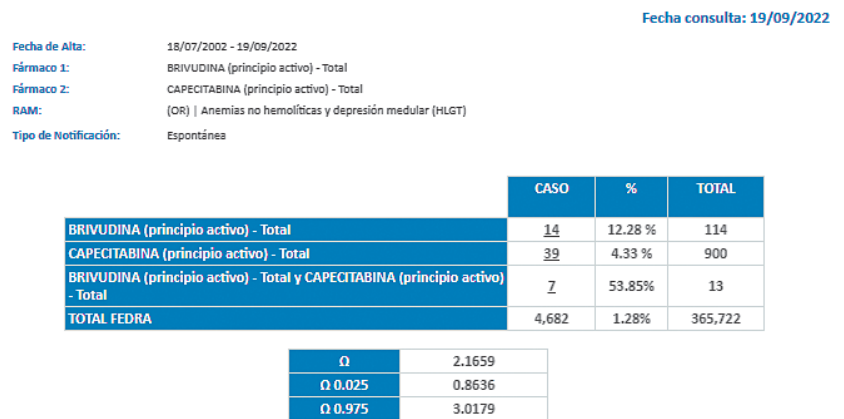 Fecha consulta: 19/09/2022
Fecha de Alta: 18/07/2002 - 19/09/2022
Fármaco 1: BRIVUDINA (principio activo) - Total
Fármaco 2: CAPECITABINA (principio activo) - Total
RAM: (OR) | Anemias no hemolíticas y depresión medular (HLGT)
Tipo de Notificación: Espontánea
CASO % TOTAL
BRIVUDINA (principio activo) - Total 14 12.28 % 114
CAPECITABINA (principio activo) - Total 39 4.33 % 900
BRIVUDINA (principio activo) - Total y CAPECITABINA (principio activo)
- Total 7 53.85% 13
TOTAL FEDRA 4,682 1.28% 365,722
Ω 2.1659
Ω 0.025 0.8636
Ω 0.975 3.0179